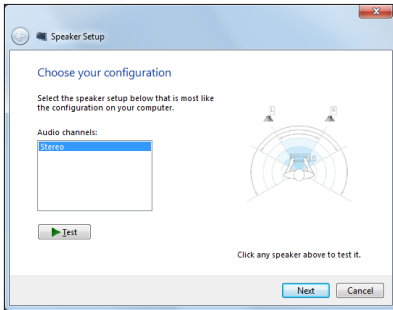 Speaker Setup
Choose your configuration
Select the speaker setup below that is most like
the configuration on your computer.
Audio channels:
Stereo
L
R
Test
Click any speaker above to test it.
Next
Cancel